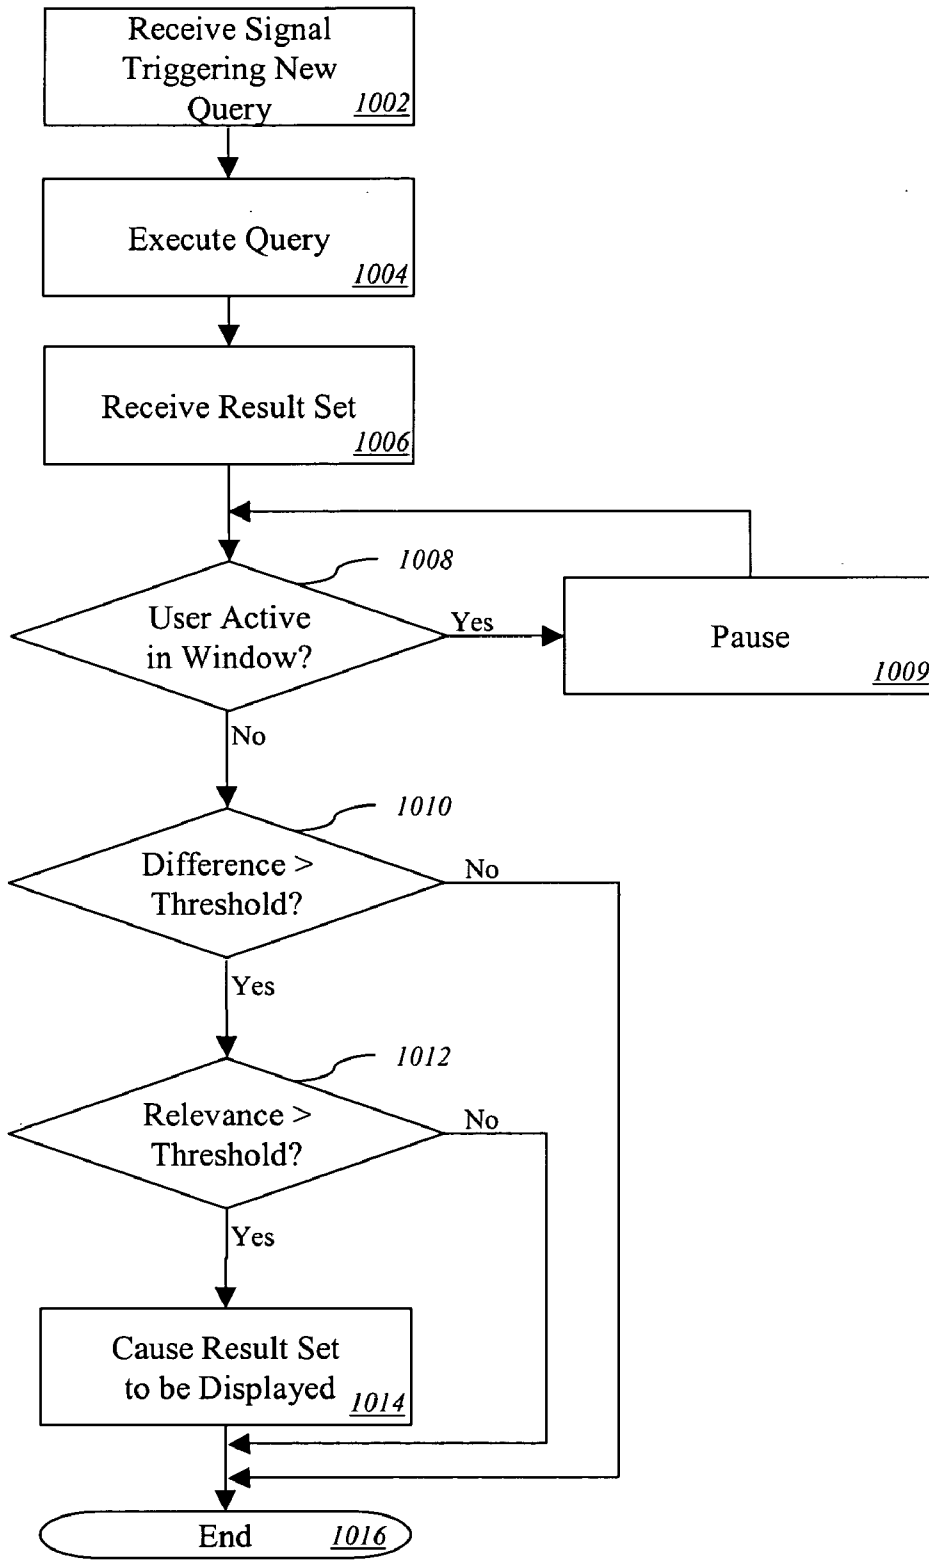 Receive Signal
Triggering New
Query
1002
Execute Query
1004
Receive Result Set
1006
1008
User Active
in Window?
Yes
Pause
1009
No
1010
Difference >
Threshold?
No
Yes
1012
Relevance >
Threshold?
No
Yes
Cause Result Set
to be Displayed
1014
End
1016